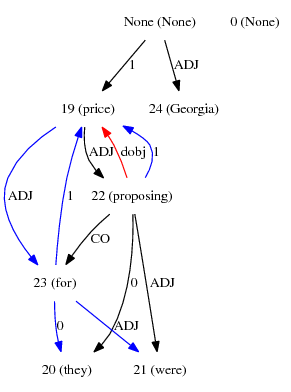 None (None) 0 (None)
1 ADJ
19 (price) 24 (Georgia)
ADJ 1 ADJ dobj 1
22 (proposing)
CO 0 ADJ
23 (for)
0 ADJ
20 (they) 21 (were)